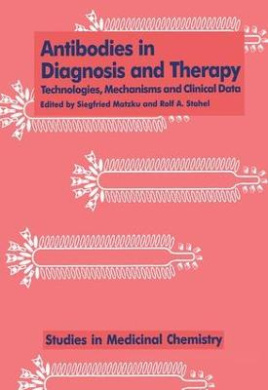 Antibodies in
Diagnosis and Therapy
Technologies, Mechanisms and Clinical Data
Edited by Siegfried Matzku and Rolf A. Stahel
Studies in Medicinal Chemistry